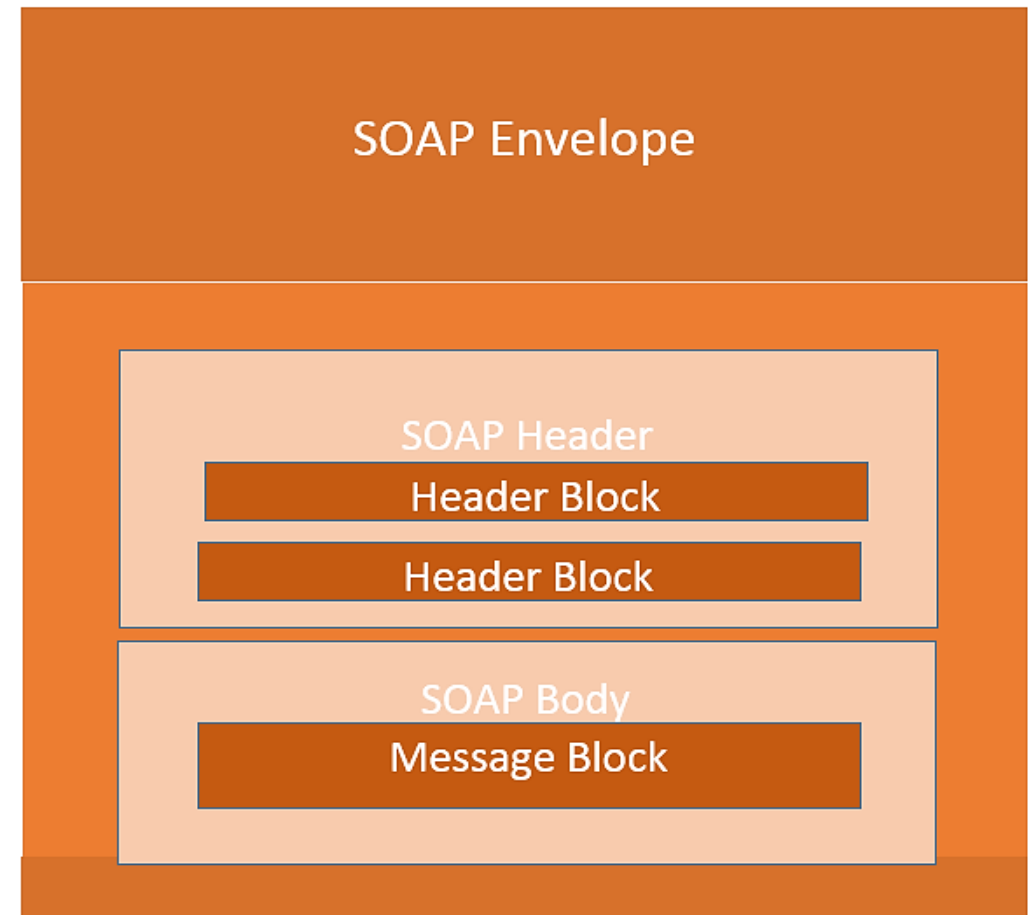 SOAP Envelope
SOAP Header
Header Block
Header Block
SOAP Body
Message Block